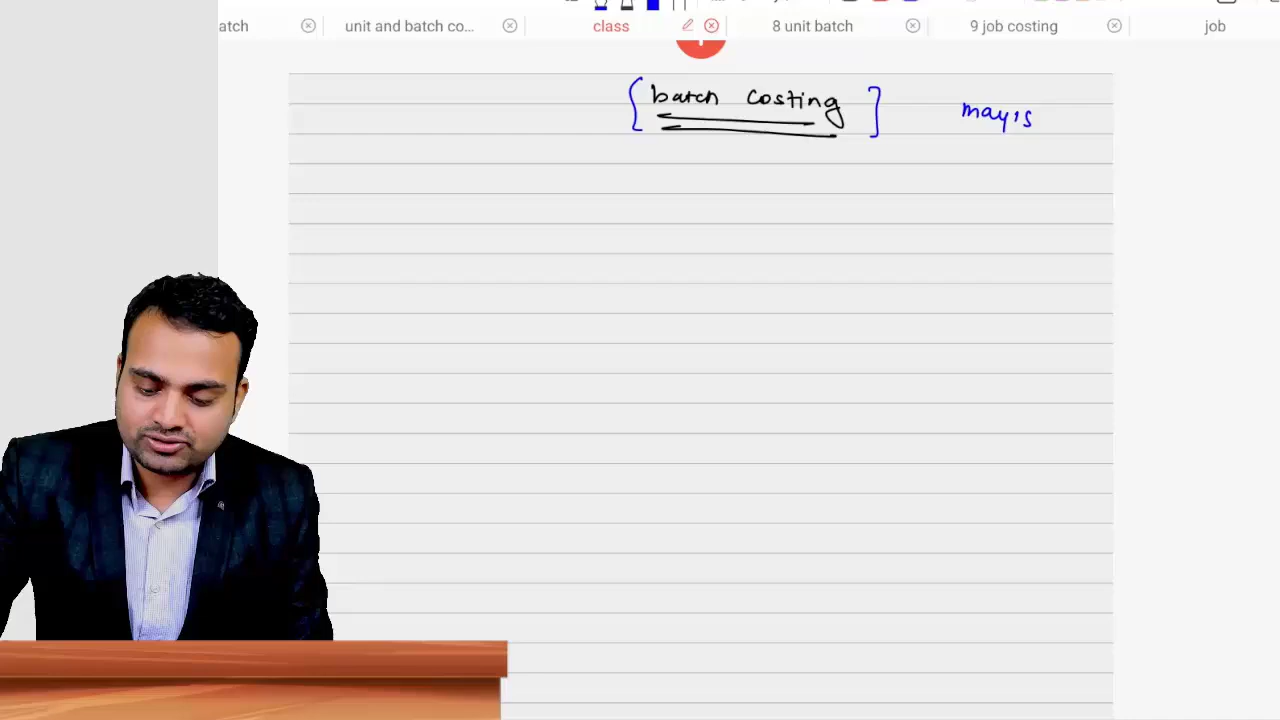 atch unit and batch co... class 8 unit batch 9 job costing job
[batch costing] may15